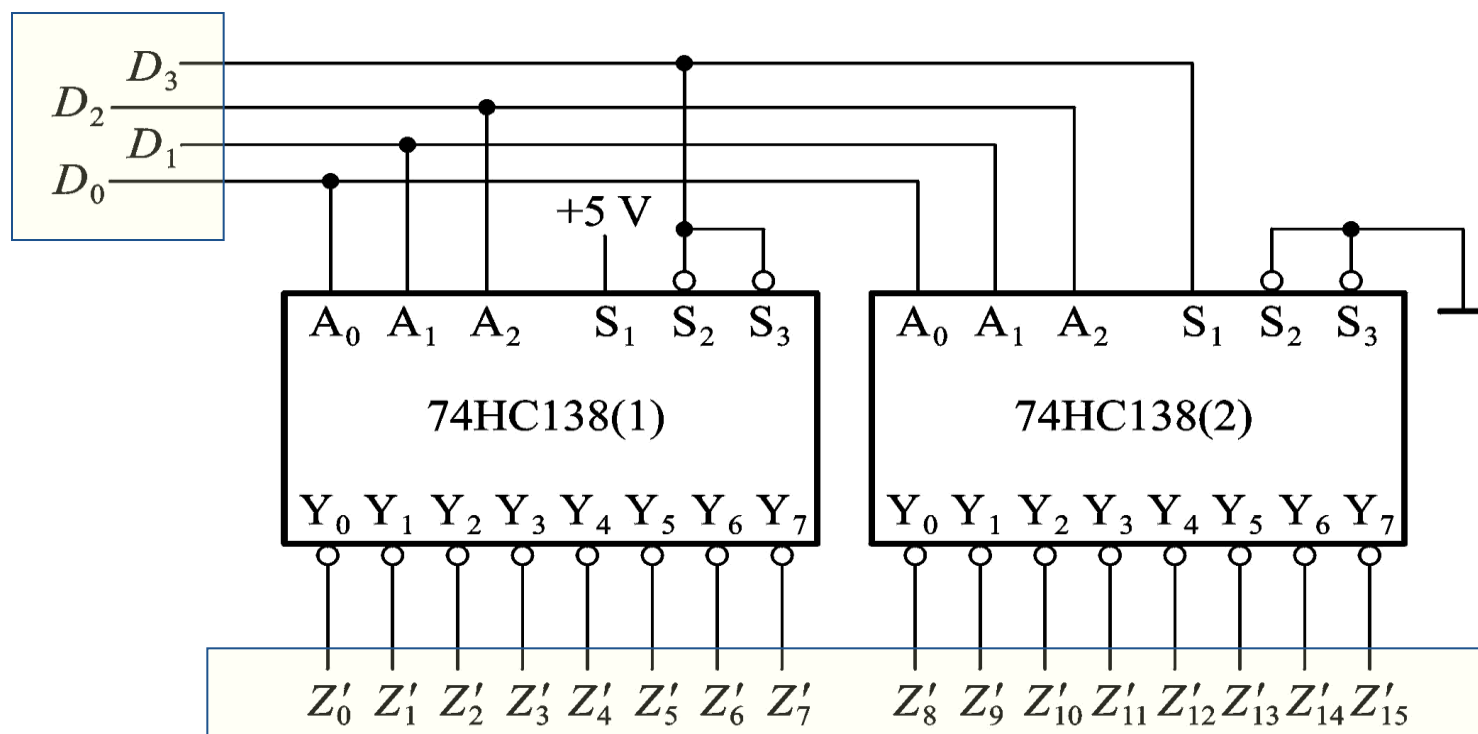 D₃
D₂
D₁
D₀
+5 V
A₀ A₁ A₂ S₁ S₂ S₃
74HC138(1)
Y₀ Y₁ Y₂ Y₃ Y₄ Y₅ Y₆ Y₇
A₀ A₁ A₂ S₁ S₂ S₃
74HC138(2)
Y₀ Y₁ Y₂ Y₃ Y₄ Y₅ Y₆ Y₇
Z′₀ Z′₁ Z′₂ Z′₃ Z′₄ Z′₅ Z′₆ Z′₇ Z′₈ Z′₉ Z′₁₀ Z′₁₁ Z′₁₂ Z′₁₃ Z′₁₄ Z′₁₅